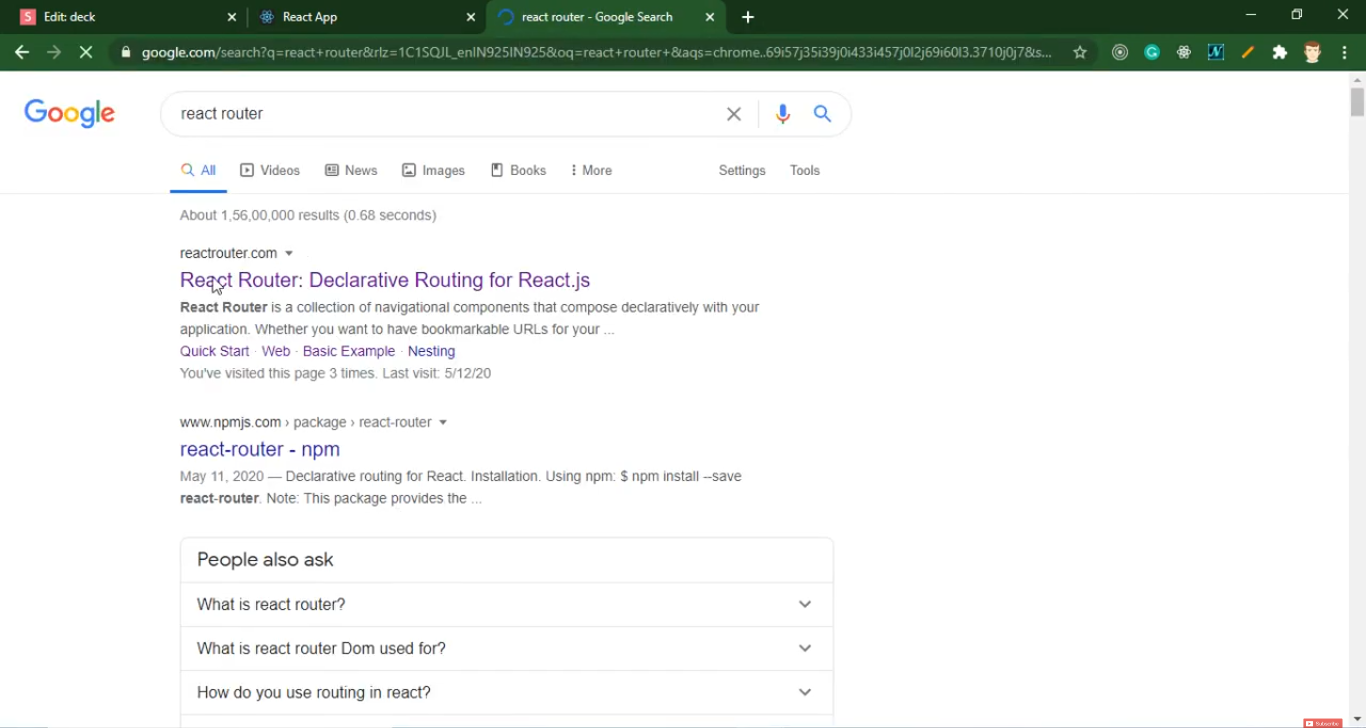 Edit: deck
React App
react router - Google Search
google.com/search?q=react+router&rlz=1C1SQJL_enIN925IN925&oq=react+router+&aqs=chrome..69i57j35i39j0i433i457j0l2j69i60l3.3710j0j7&s...
Google
react router
All Videos News Images Books More Settings Tools
About 1,56,00,000 results (0.68 seconds)
reactrouter.com
React Router: Declarative Routing for React.js
React Router is a collection of navigational components that compose declaratively with your
application. Whether you want to have bookmarkable URLs for your ...
Quick Start · Web · Basic Example · Nesting
You've visited this page 3 times. Last visit: 5/12/20
www.npmjs.com › package › react-router
react-router - npm
May 11, 2020 — Declarative routing for React. Installation. Using npm: $ npm install --save
react-router. Note: This package provides the ...
People also ask
What is react router?
What is react router Dom used for?
How do you use routing in react?
Subscribe